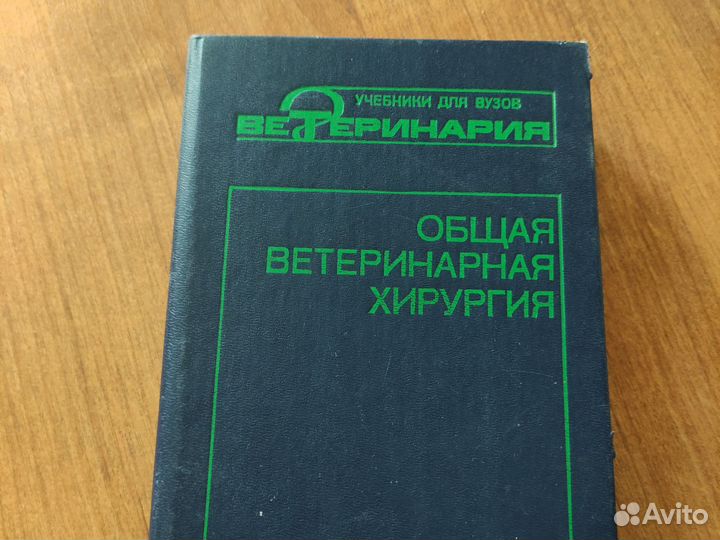 УЧЕБНИКИ ДЛЯ ВУЗОВ
ВЕТЕРИНАРИЯ
ОБЩАЯ
ВЕТЕРИНАРНАЯ
ХИРУРГИЯ
Avito